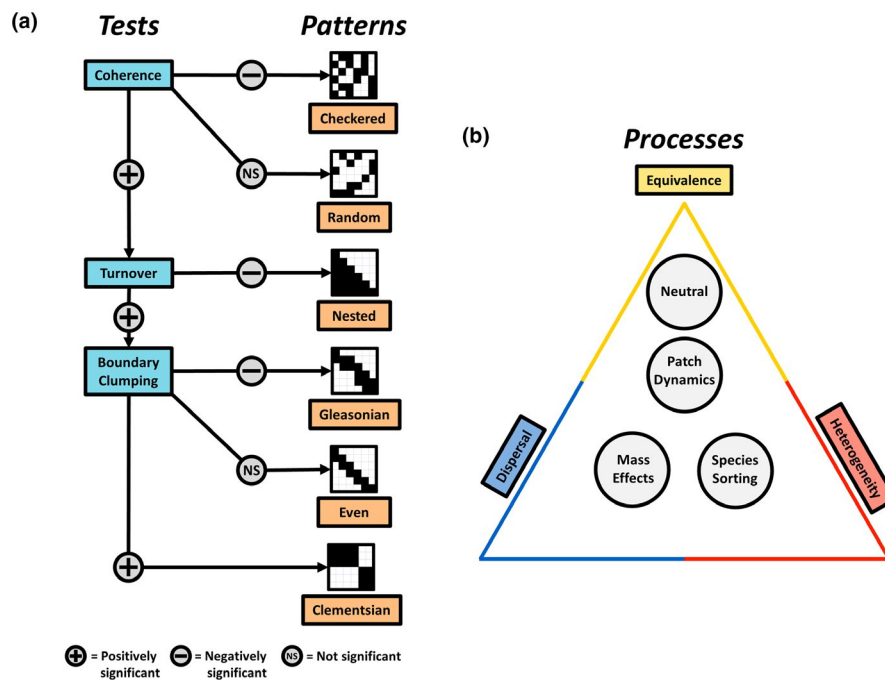 (a)
Tests
Patterns
Coherence
−
Checkered
+
NS
Random
Turnover
−
Nested
+
Boundary
Clumping
−
Gleasonian
NS
Even
+
Clementsian
+ = Positively
significant
− = Negatively
significant
NS = Not significant
(b)
Processes
Equivalence
Neutral
Patch
Dynamics
Dispersal
Heterogeneity
Mass
Effects
Species
Sorting